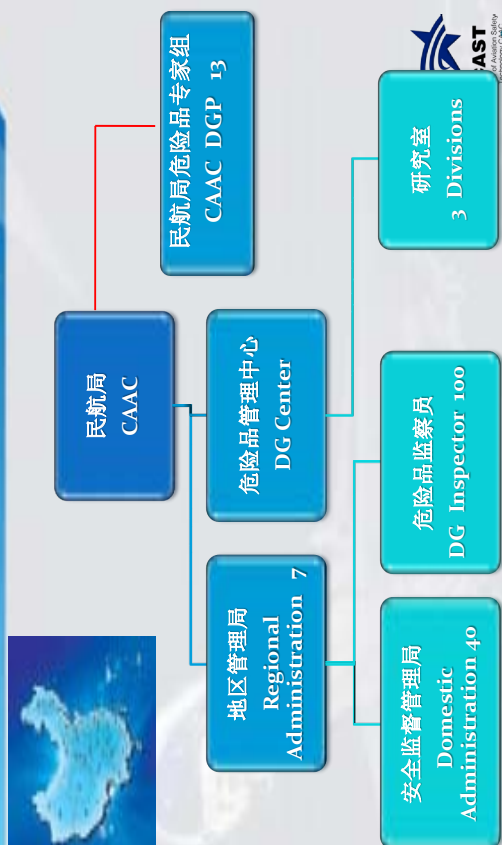 民航局
CAAC
民航局危险品专家组
CAAC DGP 13
地区管理局
Regional
Administration 7
危险品管理中心
DG Center
安全监督管理局
Domestic
Administration 40
危险品监察员
DG Inspector 100
研究室
3 Divisions
AST
of Aviation Safety